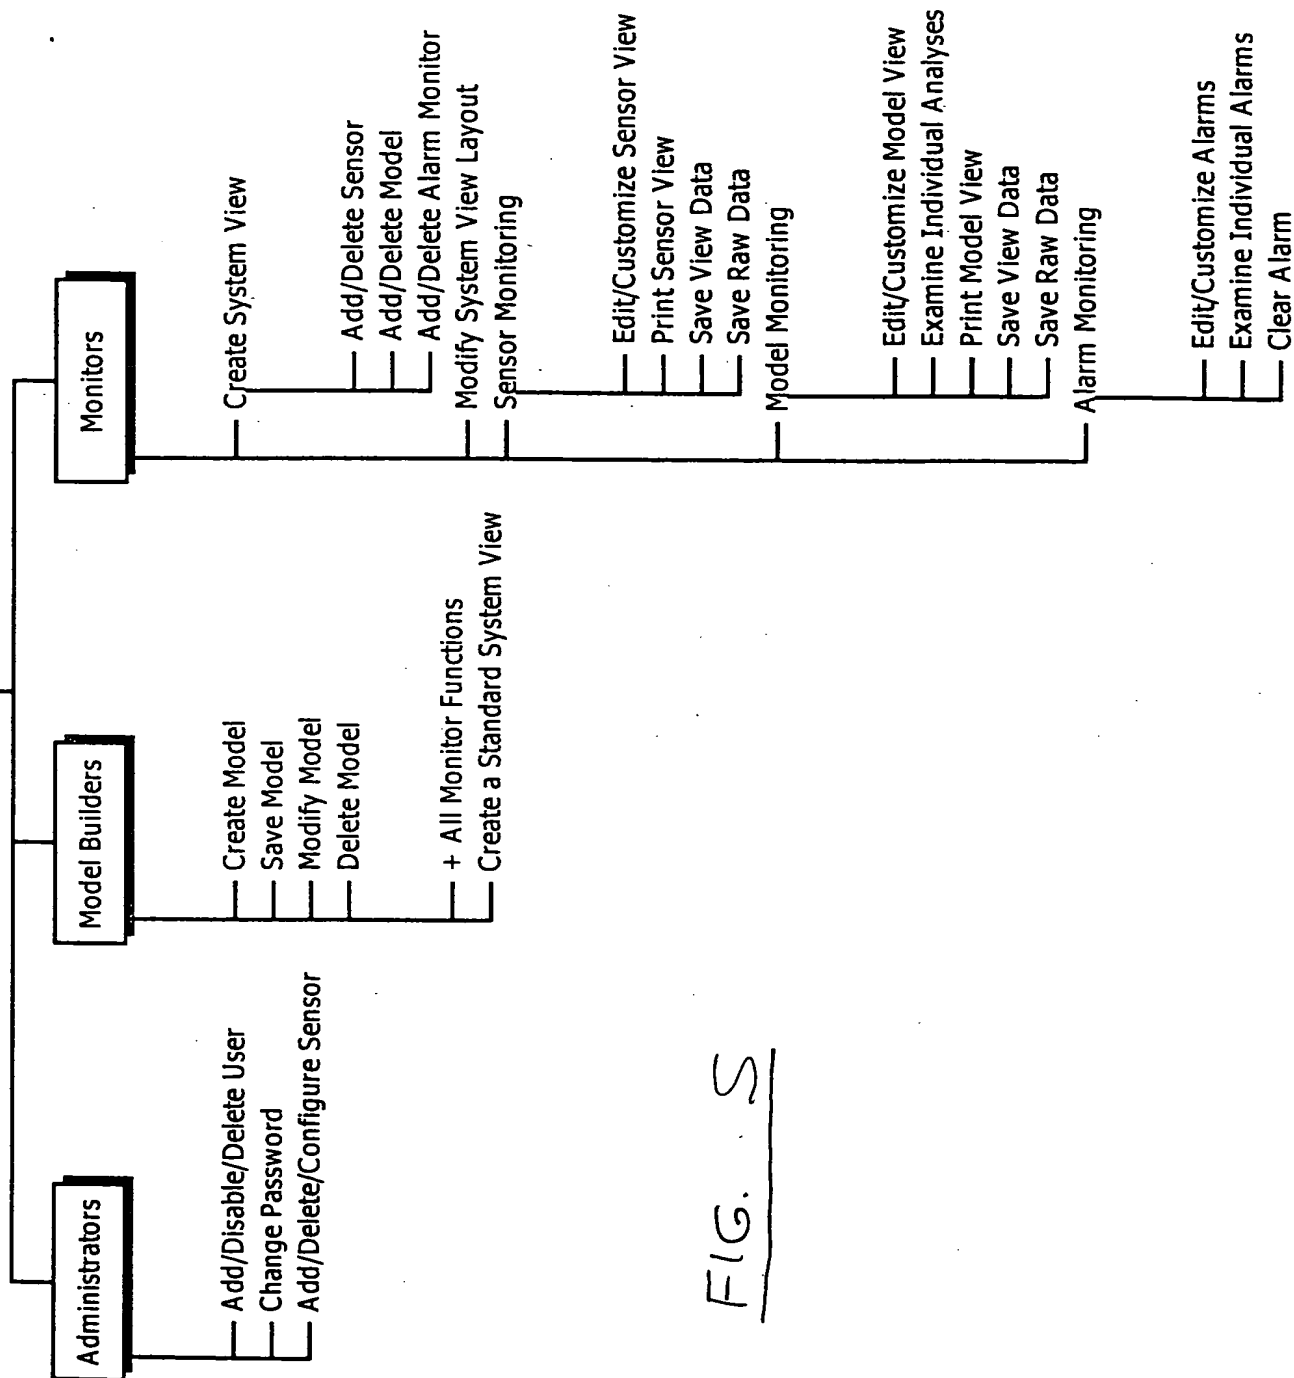 Administrators
Add/Disable/Delete User
Change Password
Add/Delete/Configure Sensor
Model Builders
Create Model
Save Model
Modify Model
Delete Model
+ All Monitor Functions
Create a Standard System View
Monitors
Create System View
Add/Delete Sensor
Add/Delete Model
Add/Delete Alarm Monitor
Modify System View Layout
Sensor Monitoring
Edit/Customize Sensor View
Print Sensor View
Save View Data
Save Raw Data
Model Monitoring
Edit/Customize Model View
Examine Individual Analyses
Print Model View
Save View Data
Save Raw Data
Alarm Monitoring
Edit/Customize Alarms
Examine Individual Alarms
Clear Alarm
FIG. 5